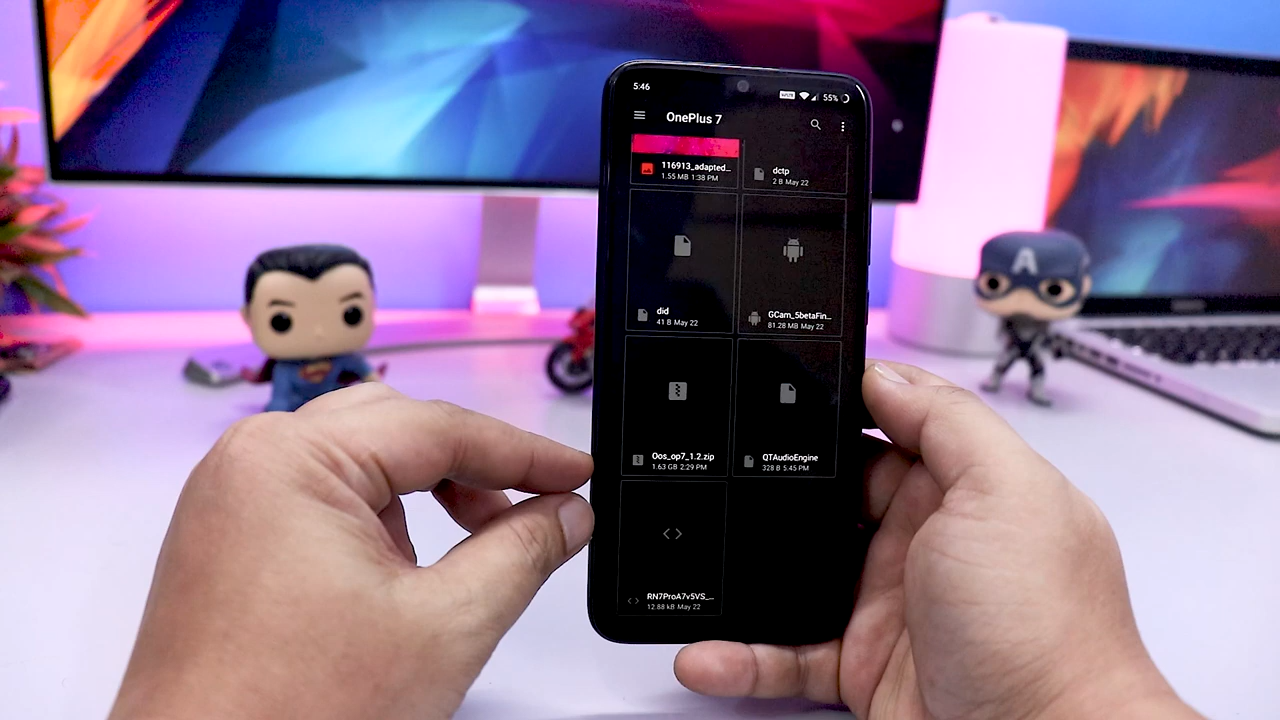 5:46
VoLTE
55%
OnePlus 7
116913_adapted...
1.55 MB 1:38 PM
dctp
2 B May 22
did
41 B May 22
GCam_5betaFin...
81.28 MB May 22
Oos_op7_1.2.zip
1.63 GB 2:29 PM
QTAudioEngine
328 B 5:45 PM
RN7ProA7v5VS_...
12.88 kB May 22
A